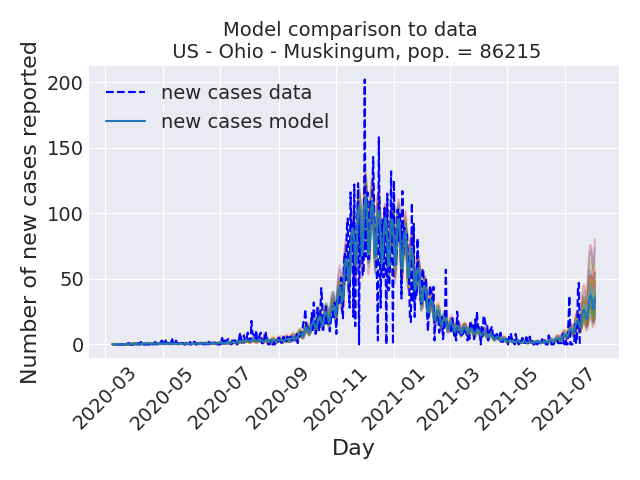 Model comparison to data
US - Ohio - Muskingum, pop. = 86215
Number of new cases reported
200
150
100
50
0
new cases data
new cases model
2020-03
2020-05
2020-07
2020-09
2020-11
2021-01
2021-03
2021-05
2021-07
Day